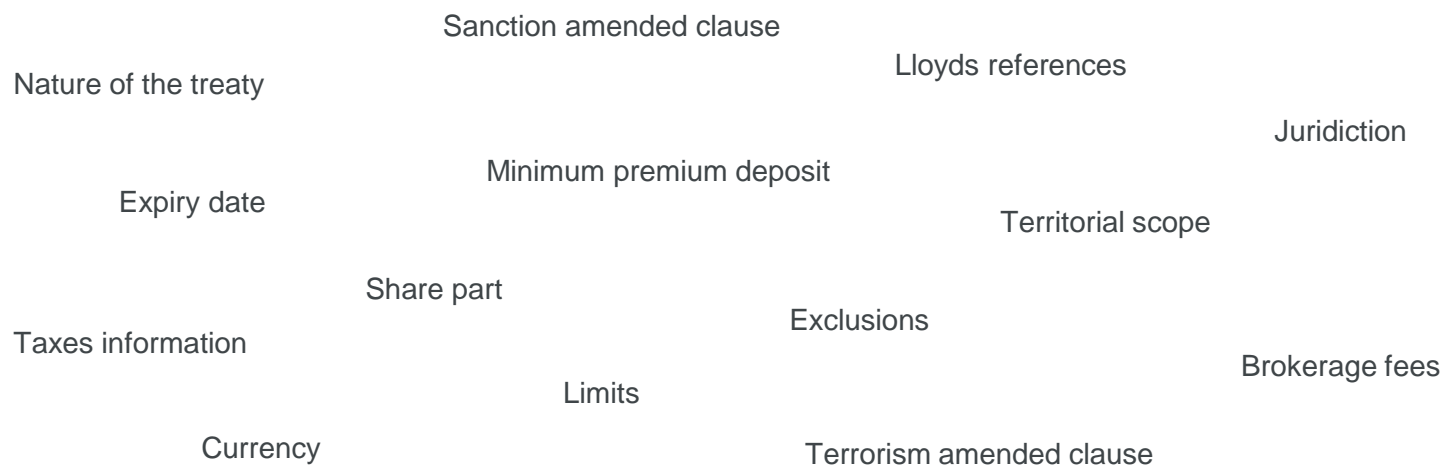 Sanction amended clause
Lloyds references
Nature of the treaty
Juridiction
Minimum premium deposit
Expiry date
Territorial scope
Share part
Exclusions
Taxes information
Brokerage fees
Limits
Currency
Terrorism amended clause